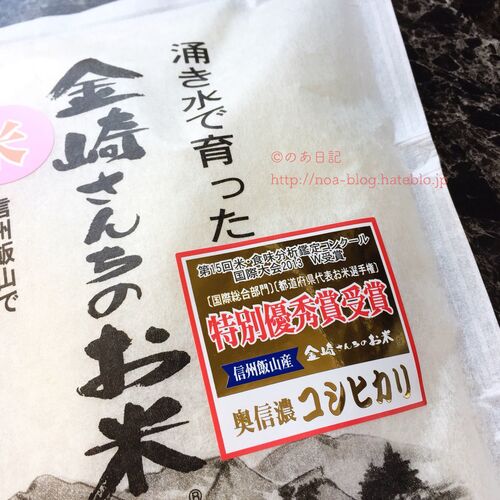 涌き水で育った
金崎さんちのお米
米
信州飯山で
©のあ日記
http://noa-blog.hateblo.jp
第15回米・食味分析鑑定コンクール
国際大会2013 W受賞
〔国際総合部門〕〔都道府県代表お米選手権〕
特別優秀賞受賞
信州飯山産 金崎さんちのお米
奥信濃 コシヒカリ
®